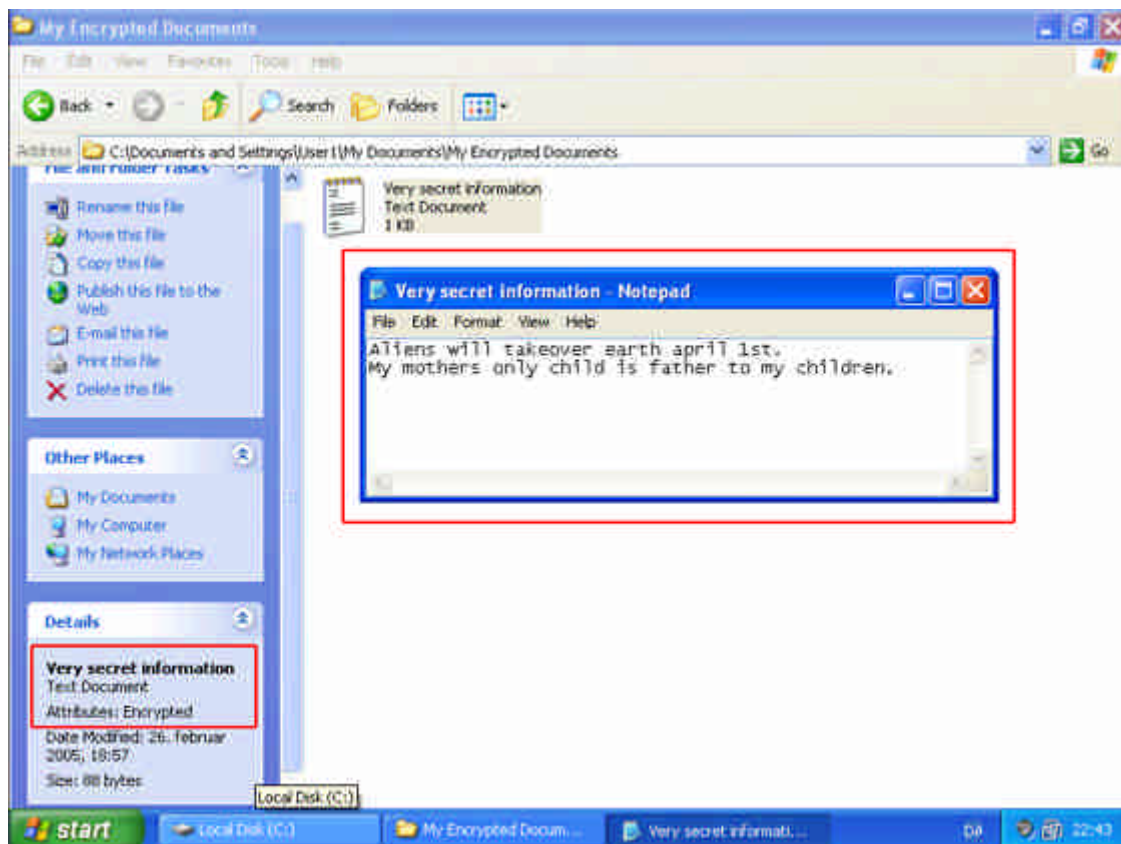 My Encrypted Documents
File Edit View Favorites Tools Help
Back Search Folders
Address C:\Documents and Settings\User1\My Documents\My Encrypted Documents Go
File and Folder Tasks
Rename this file
Move this file
Copy this file
Publish this file to the
Web
E-mail this file
Print this file
Delete this file
Other Places
My Documents
My Computer
My Network Places
Details
Very secret information
Text Document
Attributes: Encrypted
Date Modified: 26. februar
2005, 18:57
Size: 88 bytes
Very secret information
Text Document
1 KB
Very secret information - Notepad
File Edit Format View Help
Aliens will takeover earth april 1st.
My mothers only child is father to my children.
Local Disk (C:)
start Local Disk (C:) My Encrypted Docum... Very secret informati... DA 22:43